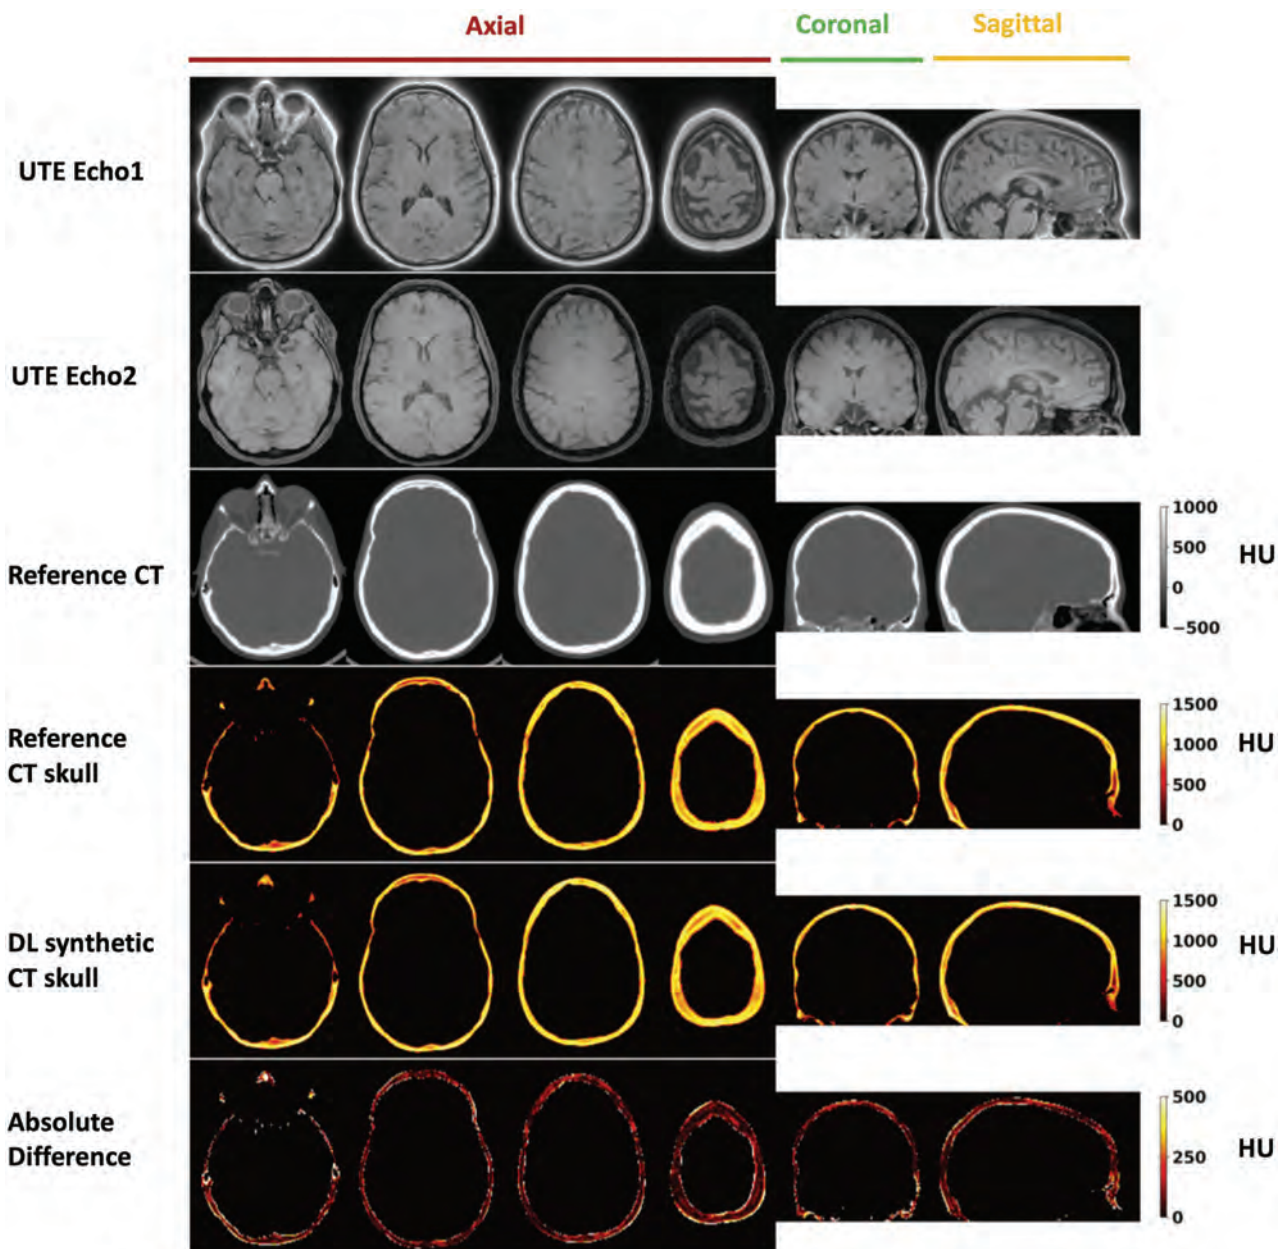 Axial
Coronal
Sagittal
UTE Echo1
UTE Echo2
Reference CT
1000
500
0
−500
HU
Reference
CT skull
1500
1000
500
0
HU
DL synthetic
CT skull
1500
1000
500
0
HU
Absolute
Difference
500
250
0
HU